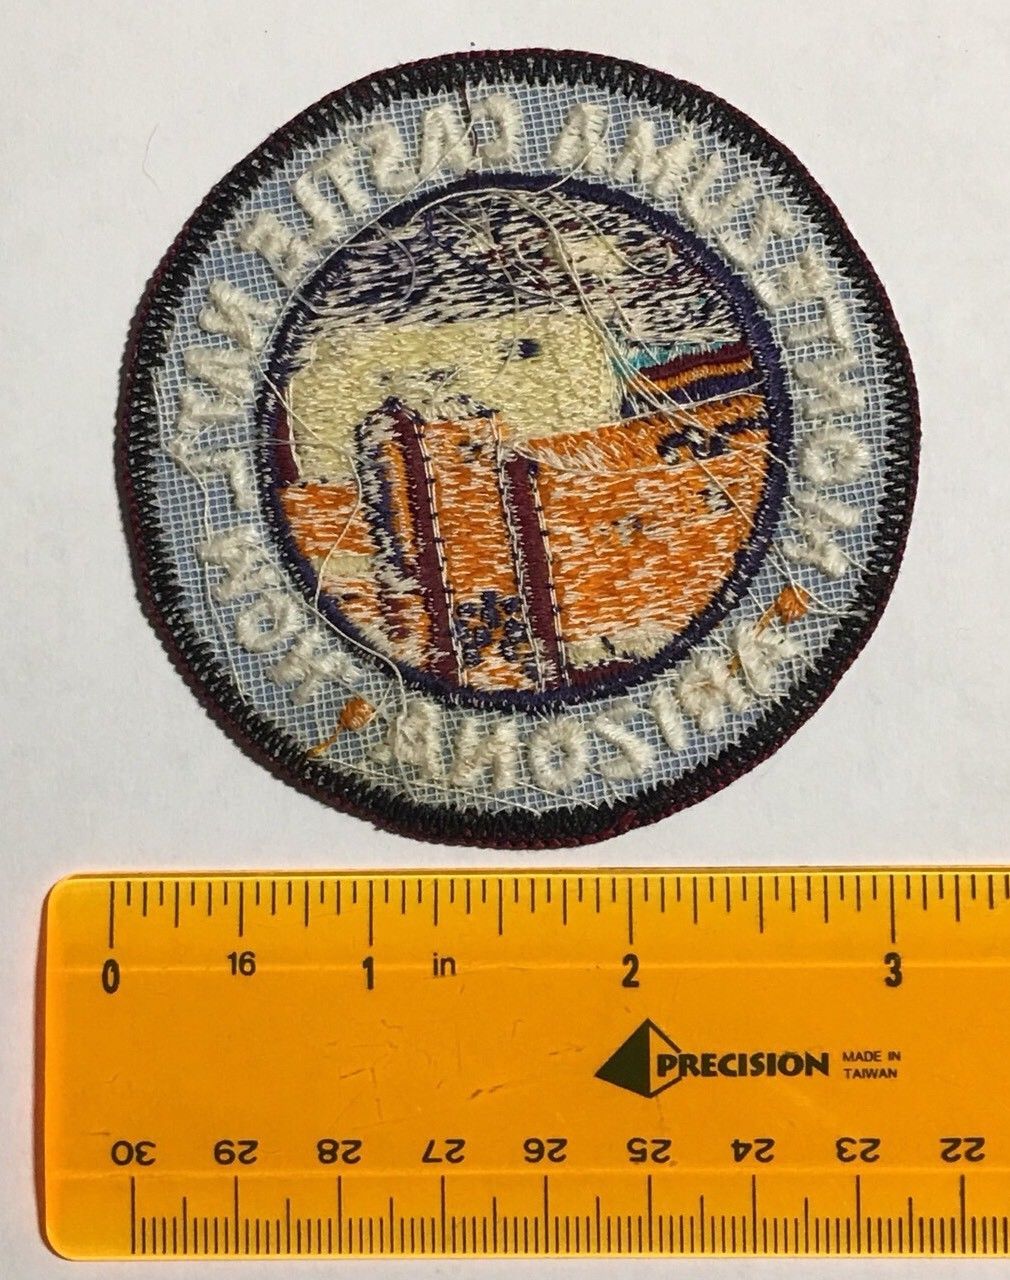 MONTEZUMA CASTLE NAT'L MON'T
ARIZONA
0 16 1 in 2 3
PRECISION
MADE IN
TAIWAN
30 29 28 27 26 25 24 23 22